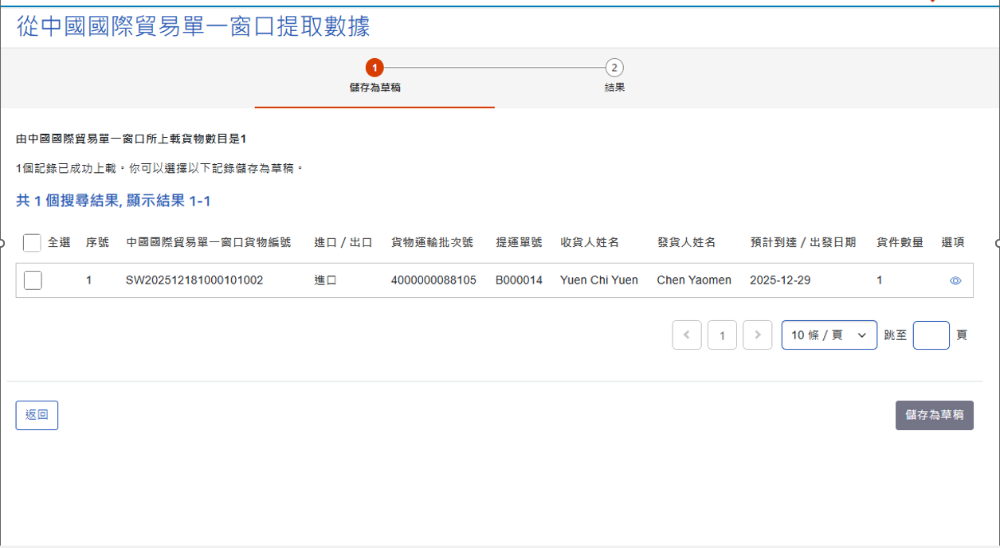 從中國國際貿易單一窗口提取數據
1 2
儲存為草稿 結果
由中國國際貿易單一窗口所上載貨物數目是1
1個記錄已成功上載。你可以選擇以下記錄儲存為草稿。
共 1 個搜尋結果, 顯示結果 1-1
全選 序號 中國國際貿易單一窗口貨物編號 進口 / 出口 貨物運輸批次號 提運單號 收貨人姓名 發貨人姓名 預計到達 / 出發日期 貨件數量 選項
1 SW202512181000101002 進口 4000000088105 B000014 Yuen Chi Yuen Chen Yaomen 2025-12-29 1
1 10 條 / 頁 跳至 頁
返回 儲存為草稿